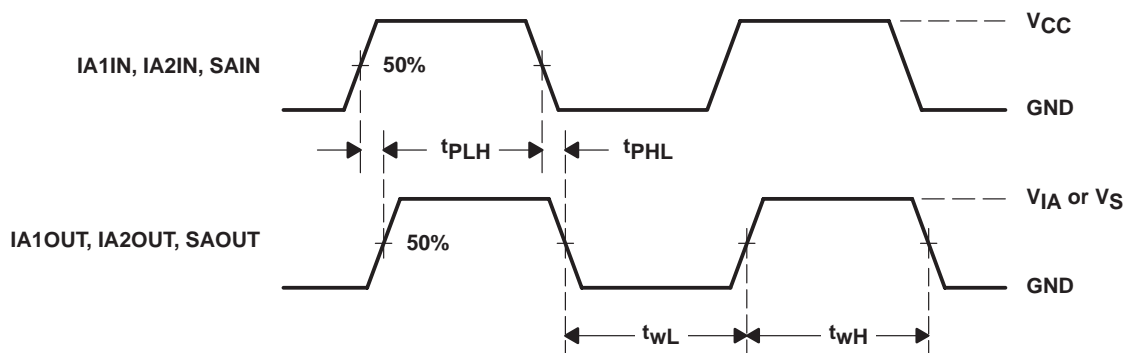 VCC
IA1IN, IA2IN, SAIN
50%
GND
tPLH
tPHL
VIA or VS
IA1OUT, IA2OUT, SAOUT
50%
GND
twL
twH